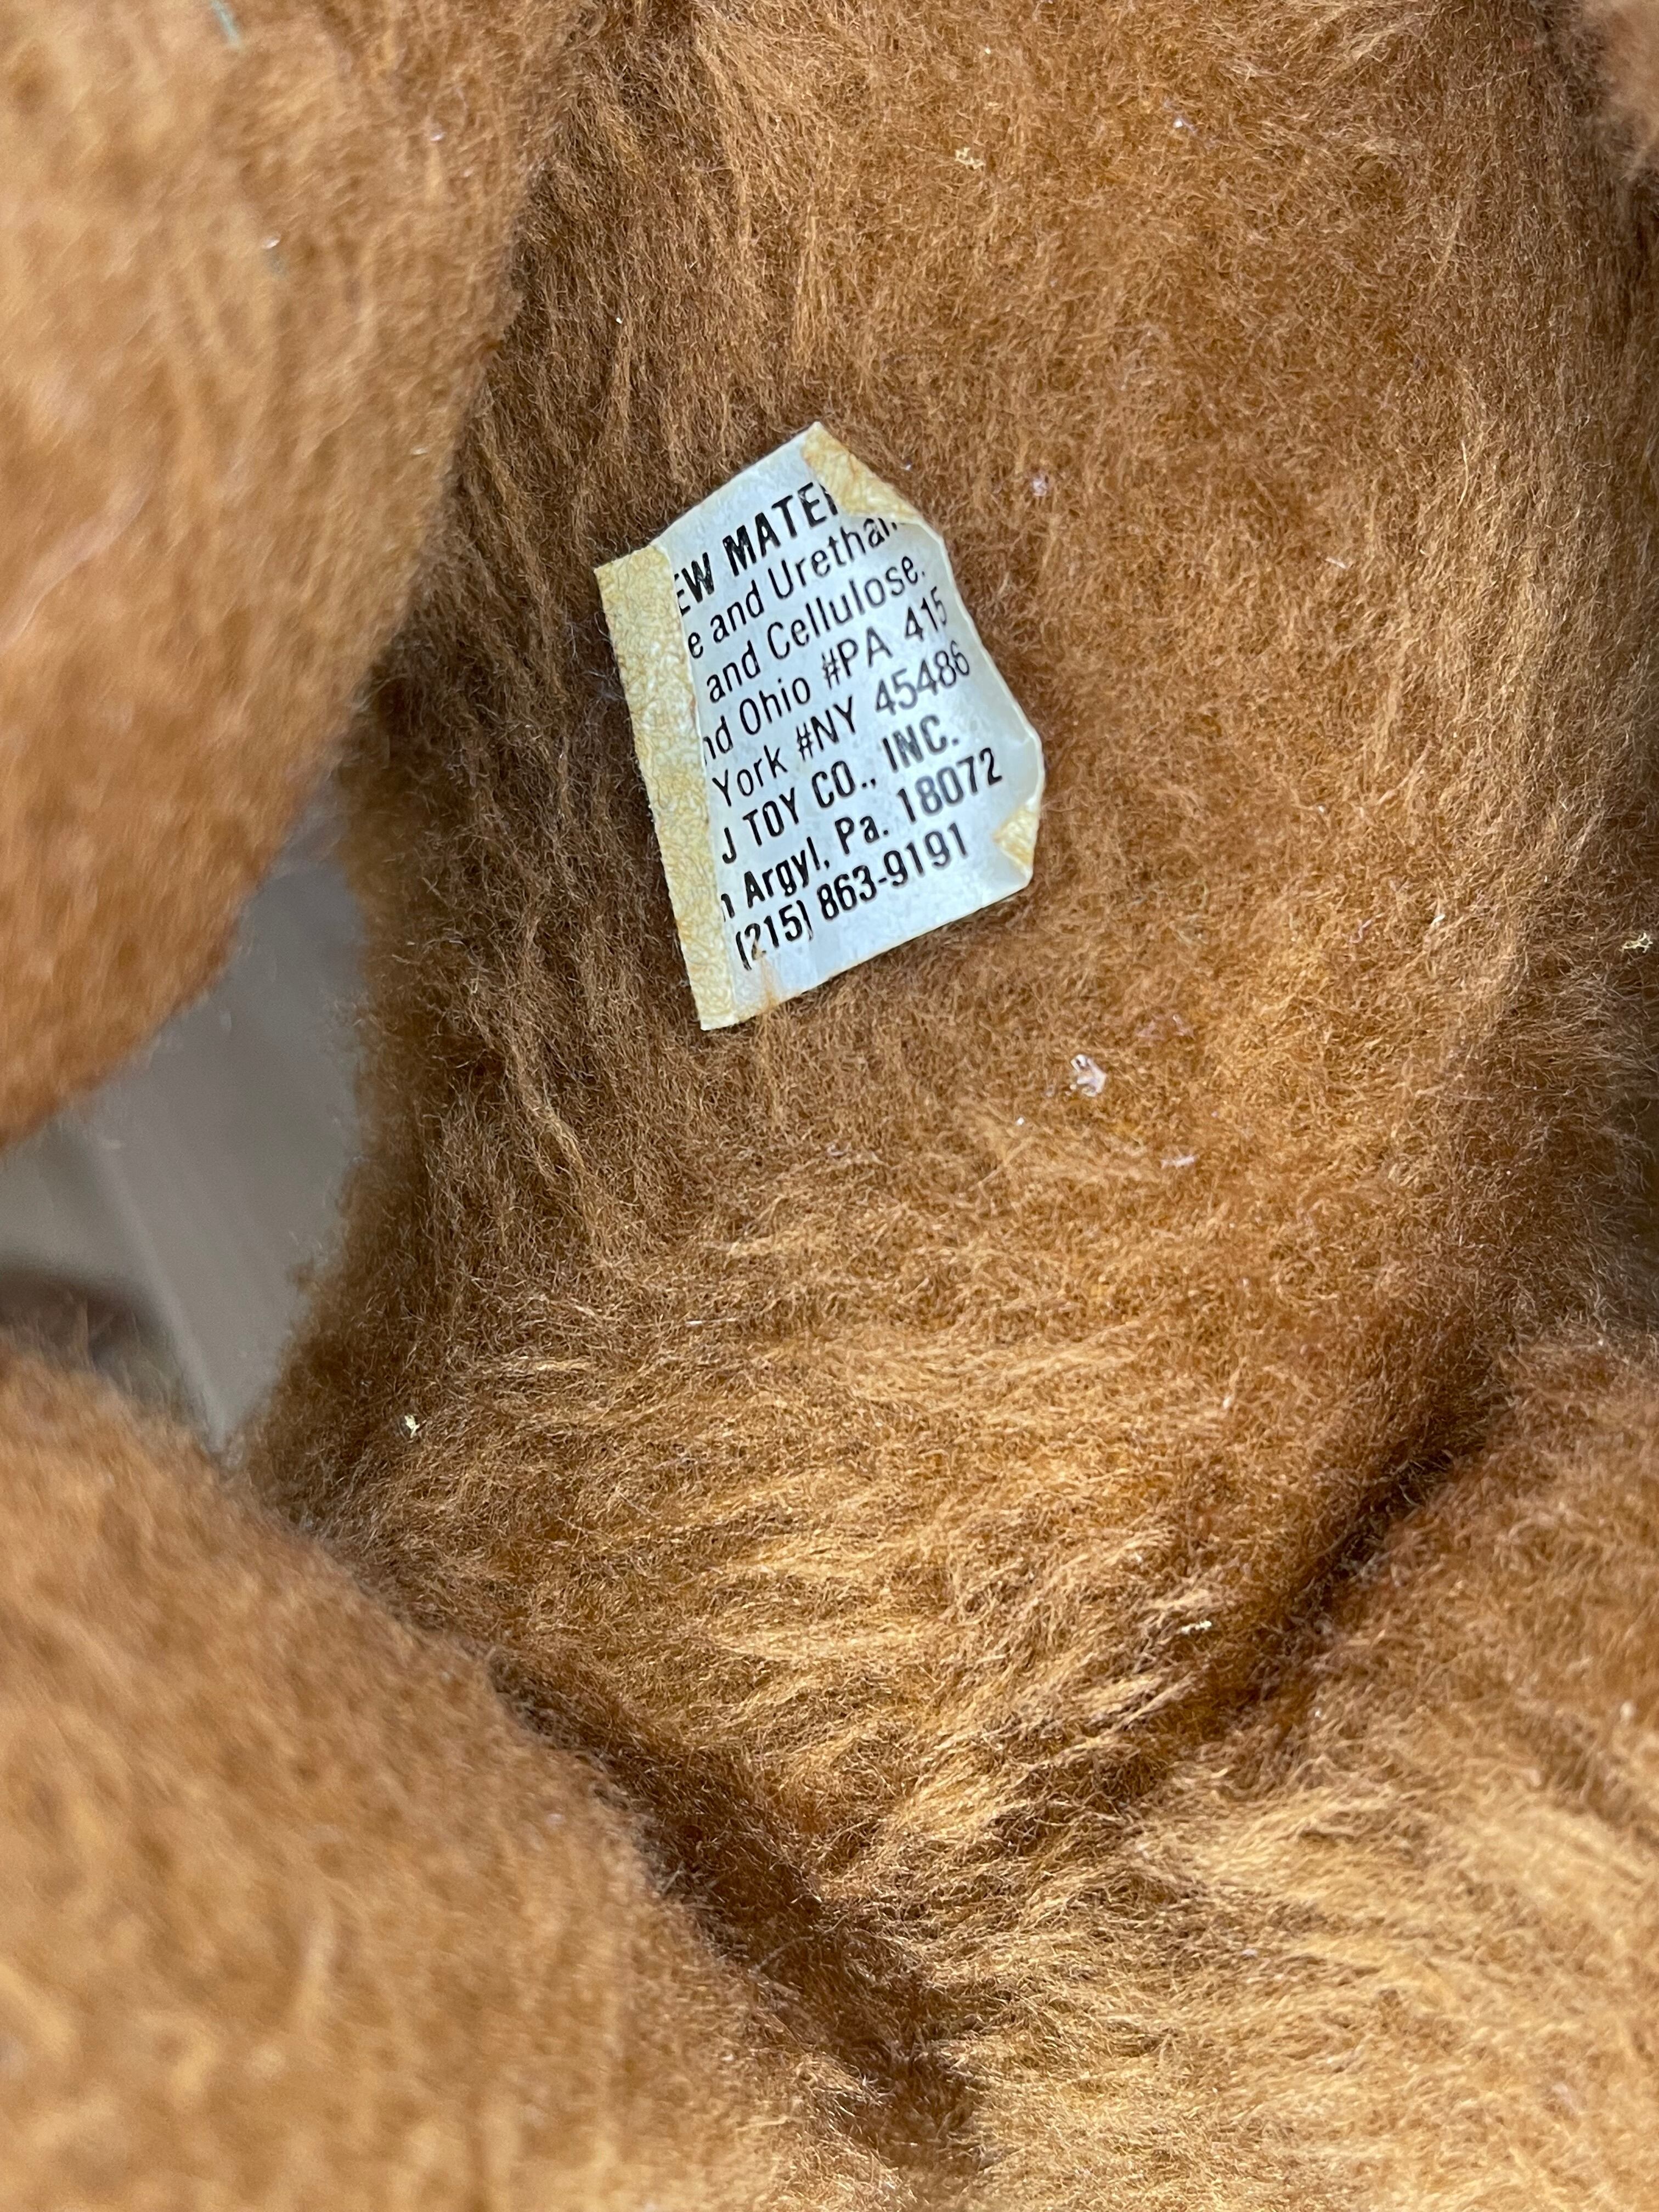 EW MATE
e and Urethan
and Cellulose.
nd Ohio #PA 415
York #NY 45486
J TOY CO., INC.
n Argyl, Pa. 18072
(215) 863-9191